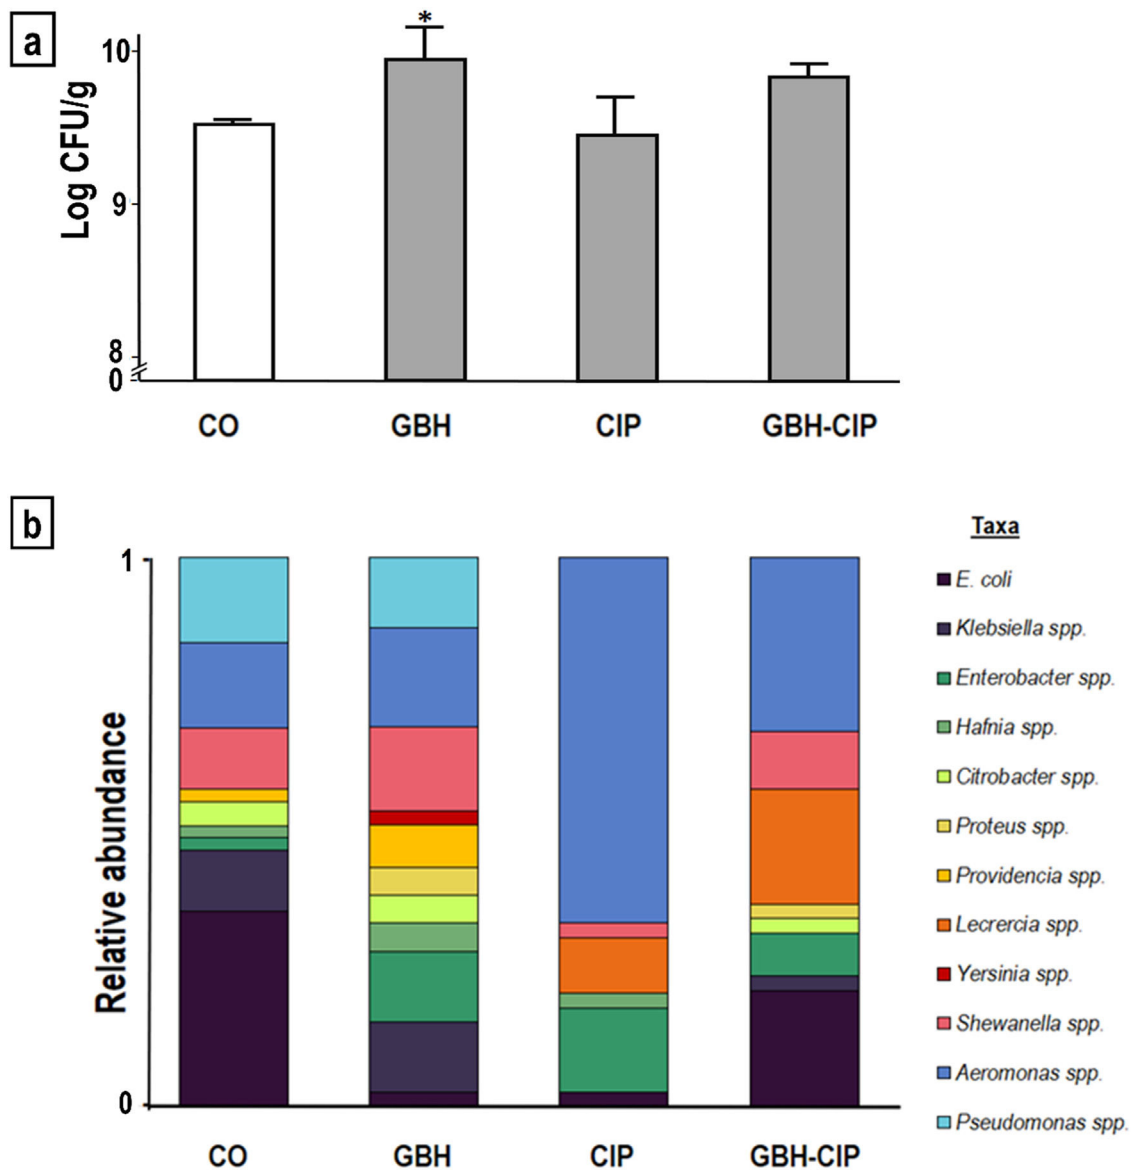 a
*
10
Log CFU/g
9
8
0
CO GBH CIP GBH-CIP
b
Taxa
1
E. coli
Klebsiella spp.
Enterobacter spp.
Hafnia spp.
Citrobacter spp.
Relative abundance
Proteus spp.
Providencia spp.
Lecrercia spp.
Yersinia spp.
Shewanella spp.
Aeromonas spp.
0
Pseudomonas spp.
CO GBH CIP GBH-CIP